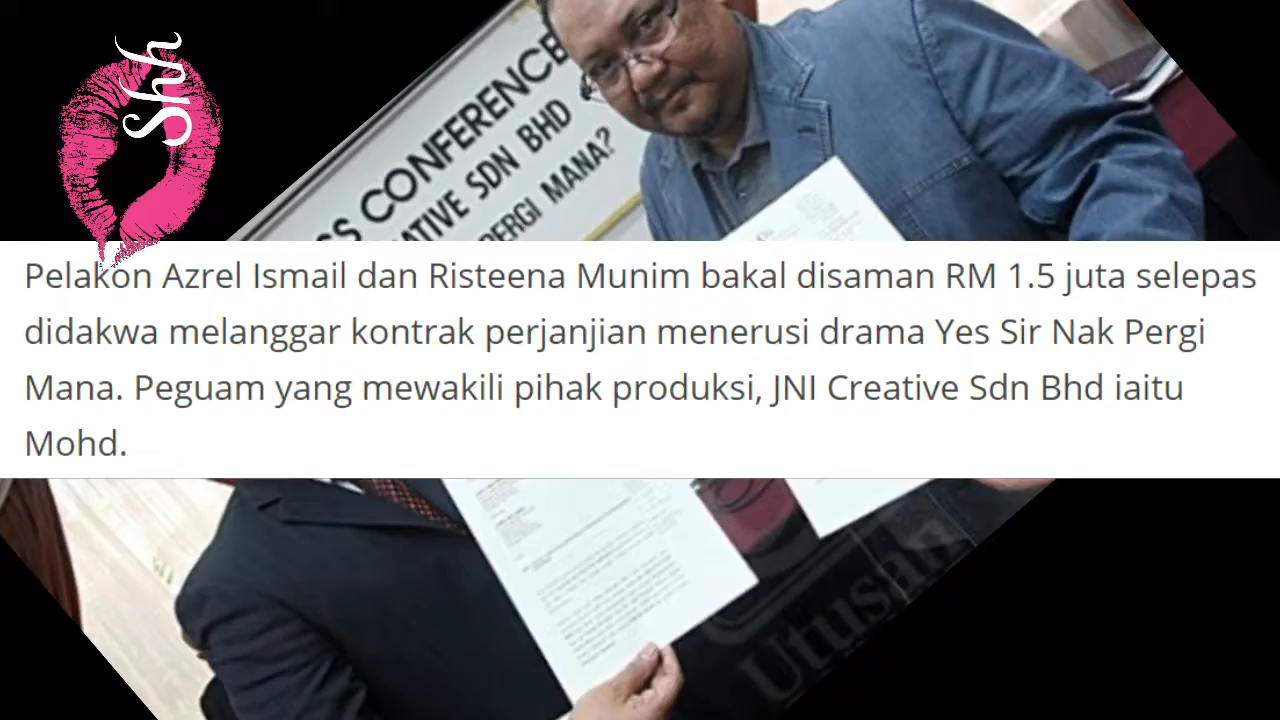 Shh
SS CONFERENCE
ATIVE SDN BHD
PERGI MANA?
Pelakon Azrel Ismail dan Risteena Munim bakal disaman RM 1.5 juta selepas
didakwa melanggar kontrak perjanjian menerusi drama Yes Sir Nak Pergi
Mana. Peguam yang mewakili pihak produksi, JNI Creative Sdn Bhd iaitu
Mohd.
Utusan